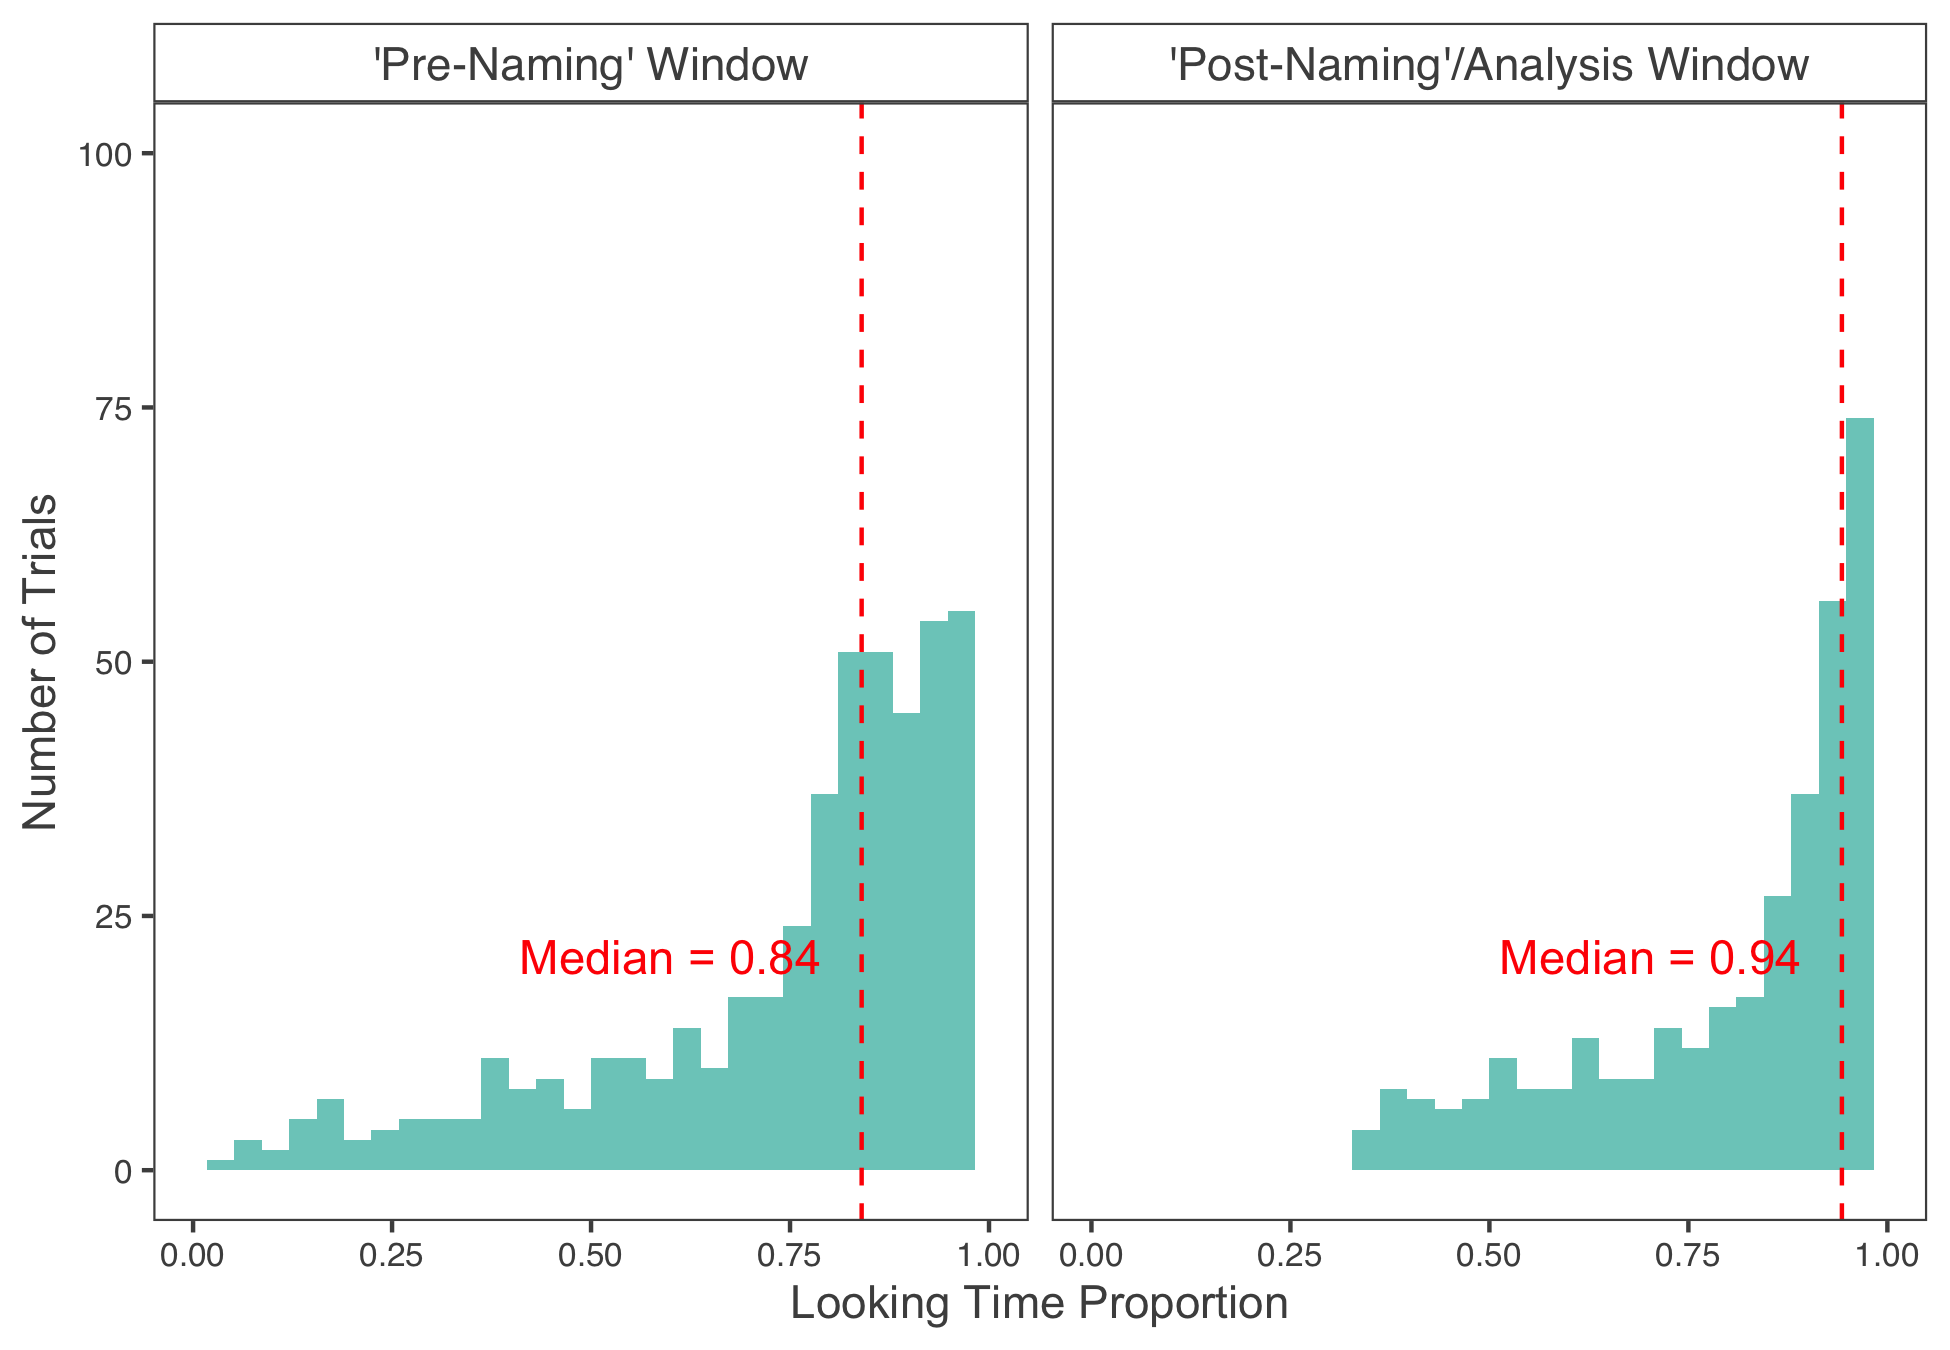 'Pre-Naming' Window
'Post-Naming'/Analysis Window
100
75
50
25
0
Number of Trials
Median = 0.84
Median = 0.94
0.00 0.25 0.50 0.75 1.00
0.00 0.25 0.50 0.75 1.00
Looking Time Proportion